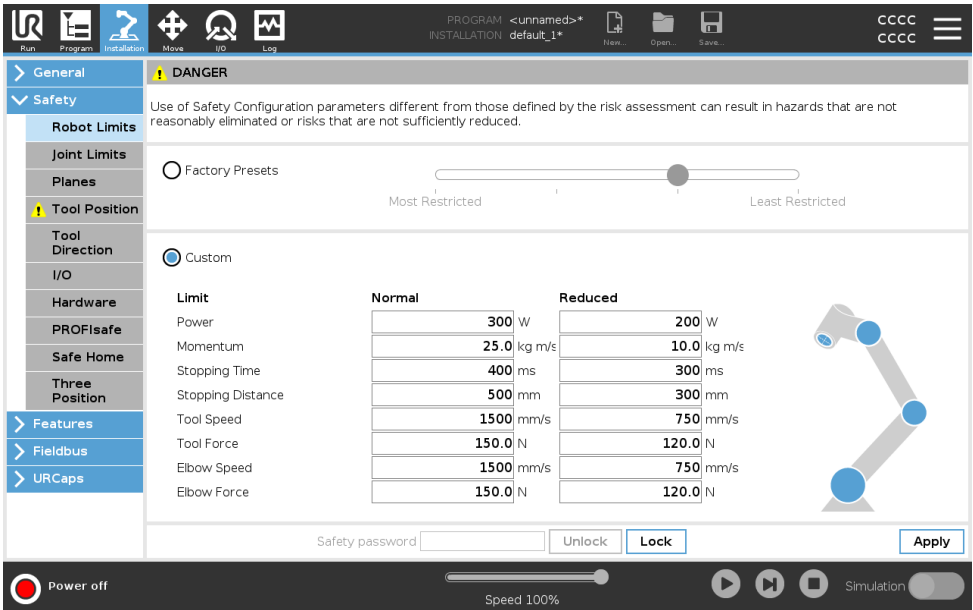 PROGRAM <unnamed>*
INSTALLATION default_1*
CCCC
CCCC
UR
Run
Program
Installation
Move
I/O
Log
New...
Open...
Save...
General
Safety
Robot Limits
Joint Limits
Planes
Tool Position
Tool
Direction
I/O
Hardware
PROFIsafe
Safe Home
Three
Position
Features
Fieldbus
URCaps
DANGER
Use of Safety Configuration parameters different from those defined by the risk assessment can result in hazards that are not
reasonably eliminated or risks that are not sufficiently reduced.
Factory Presets
Most Restricted
Least Restricted
Custom
Limit Normal Reduced
Power 300 W 200 W
Momentum 25.0 kg m/s 10.0 kg m/s
Stopping Time 400 ms 300 ms
Stopping Distance 500 mm 300 mm
Tool Speed 1500 mm/s 750 mm/s
Tool Force 150.0 N 120.0 N
Elbow Speed 1500 mm/s 750 mm/s
Elbow Force 150.0 N 120.0 N
Safety password Unlock Lock Apply
Power off
Speed 100%
Simulation